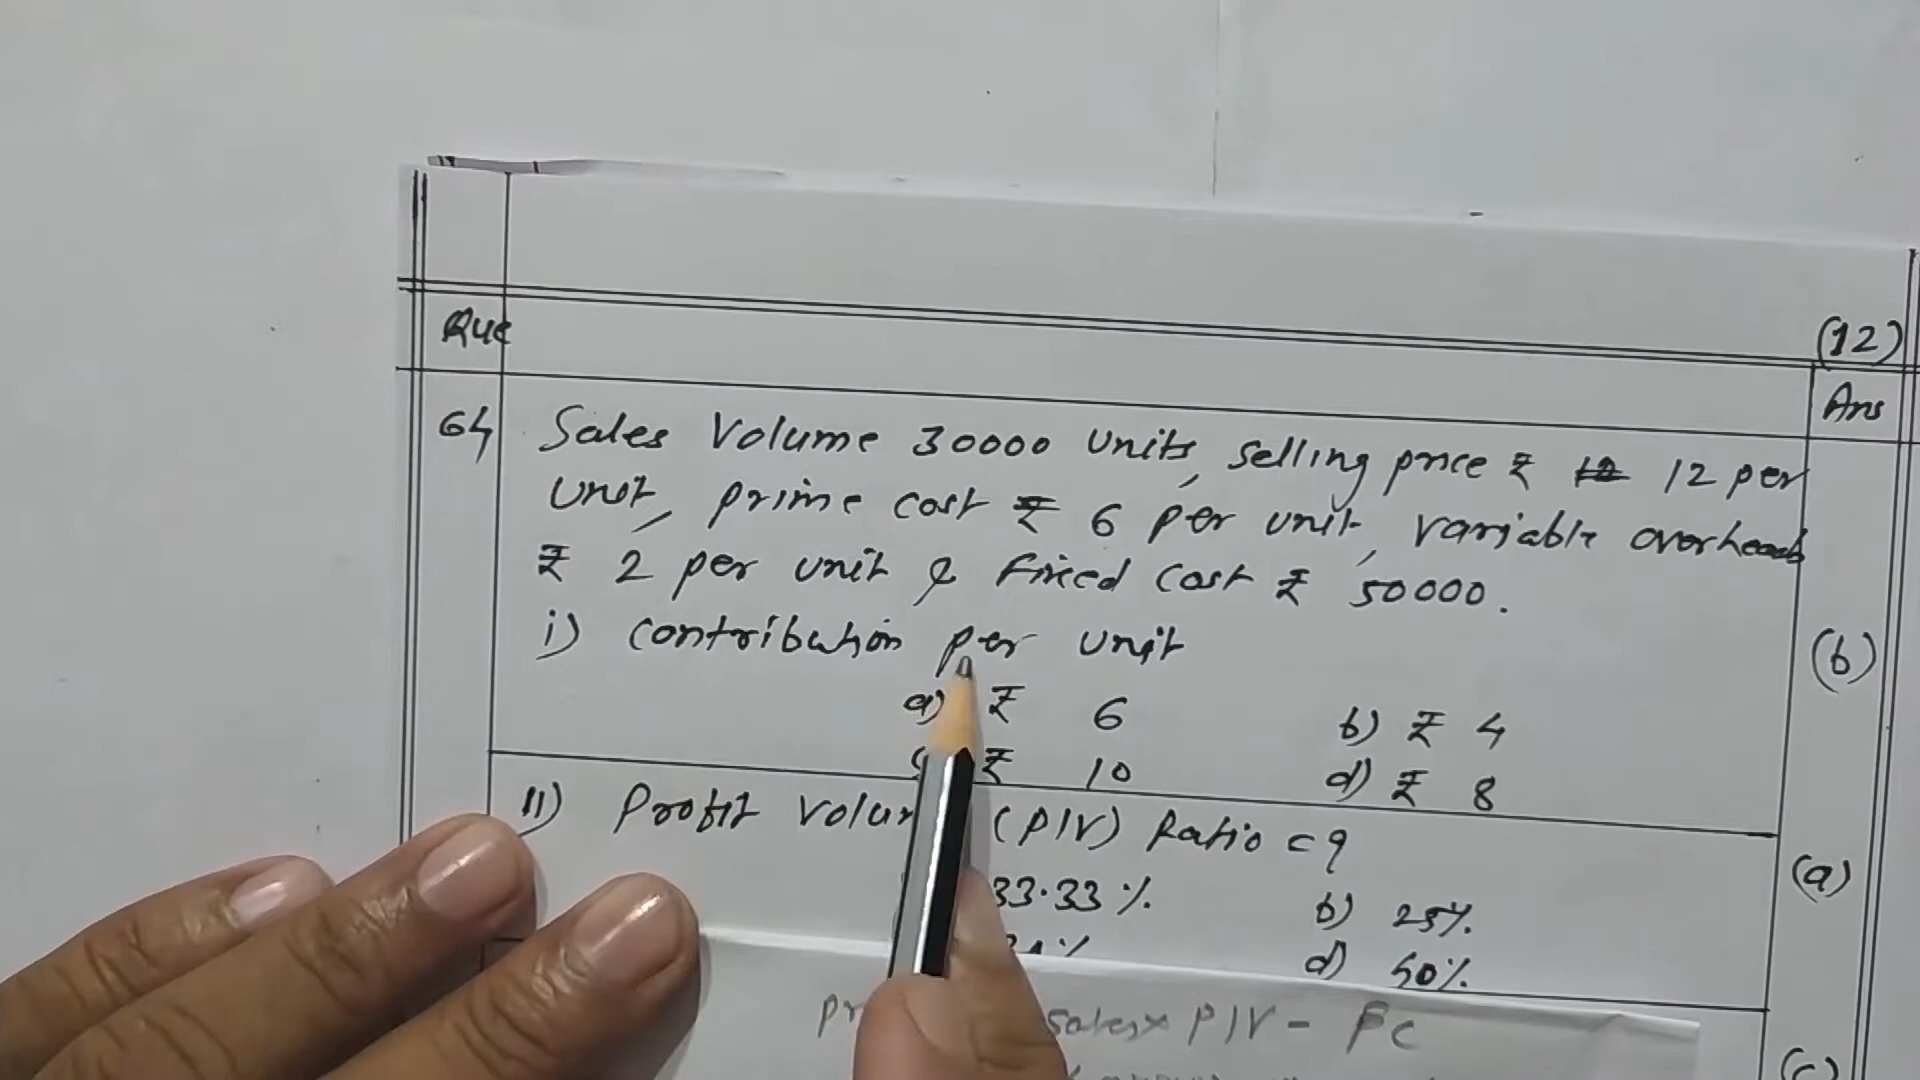 Que
(12)
Ans
64 Sales Volume 30000 units, selling price ₹ 12 per
unit, prime cost ₹ 6 per unit, variable overheads
₹ 2 per unit & fixed cost ₹ 50000.
i) contribution per unit (b)
a) ₹ 6 b) ₹ 4
₹ 10 d) ₹ 8
II) Profit Volum (P/V) Ratio = ? (a)
33.33 % b) 25%
d) 50%
sales × P/V - FC
(c)